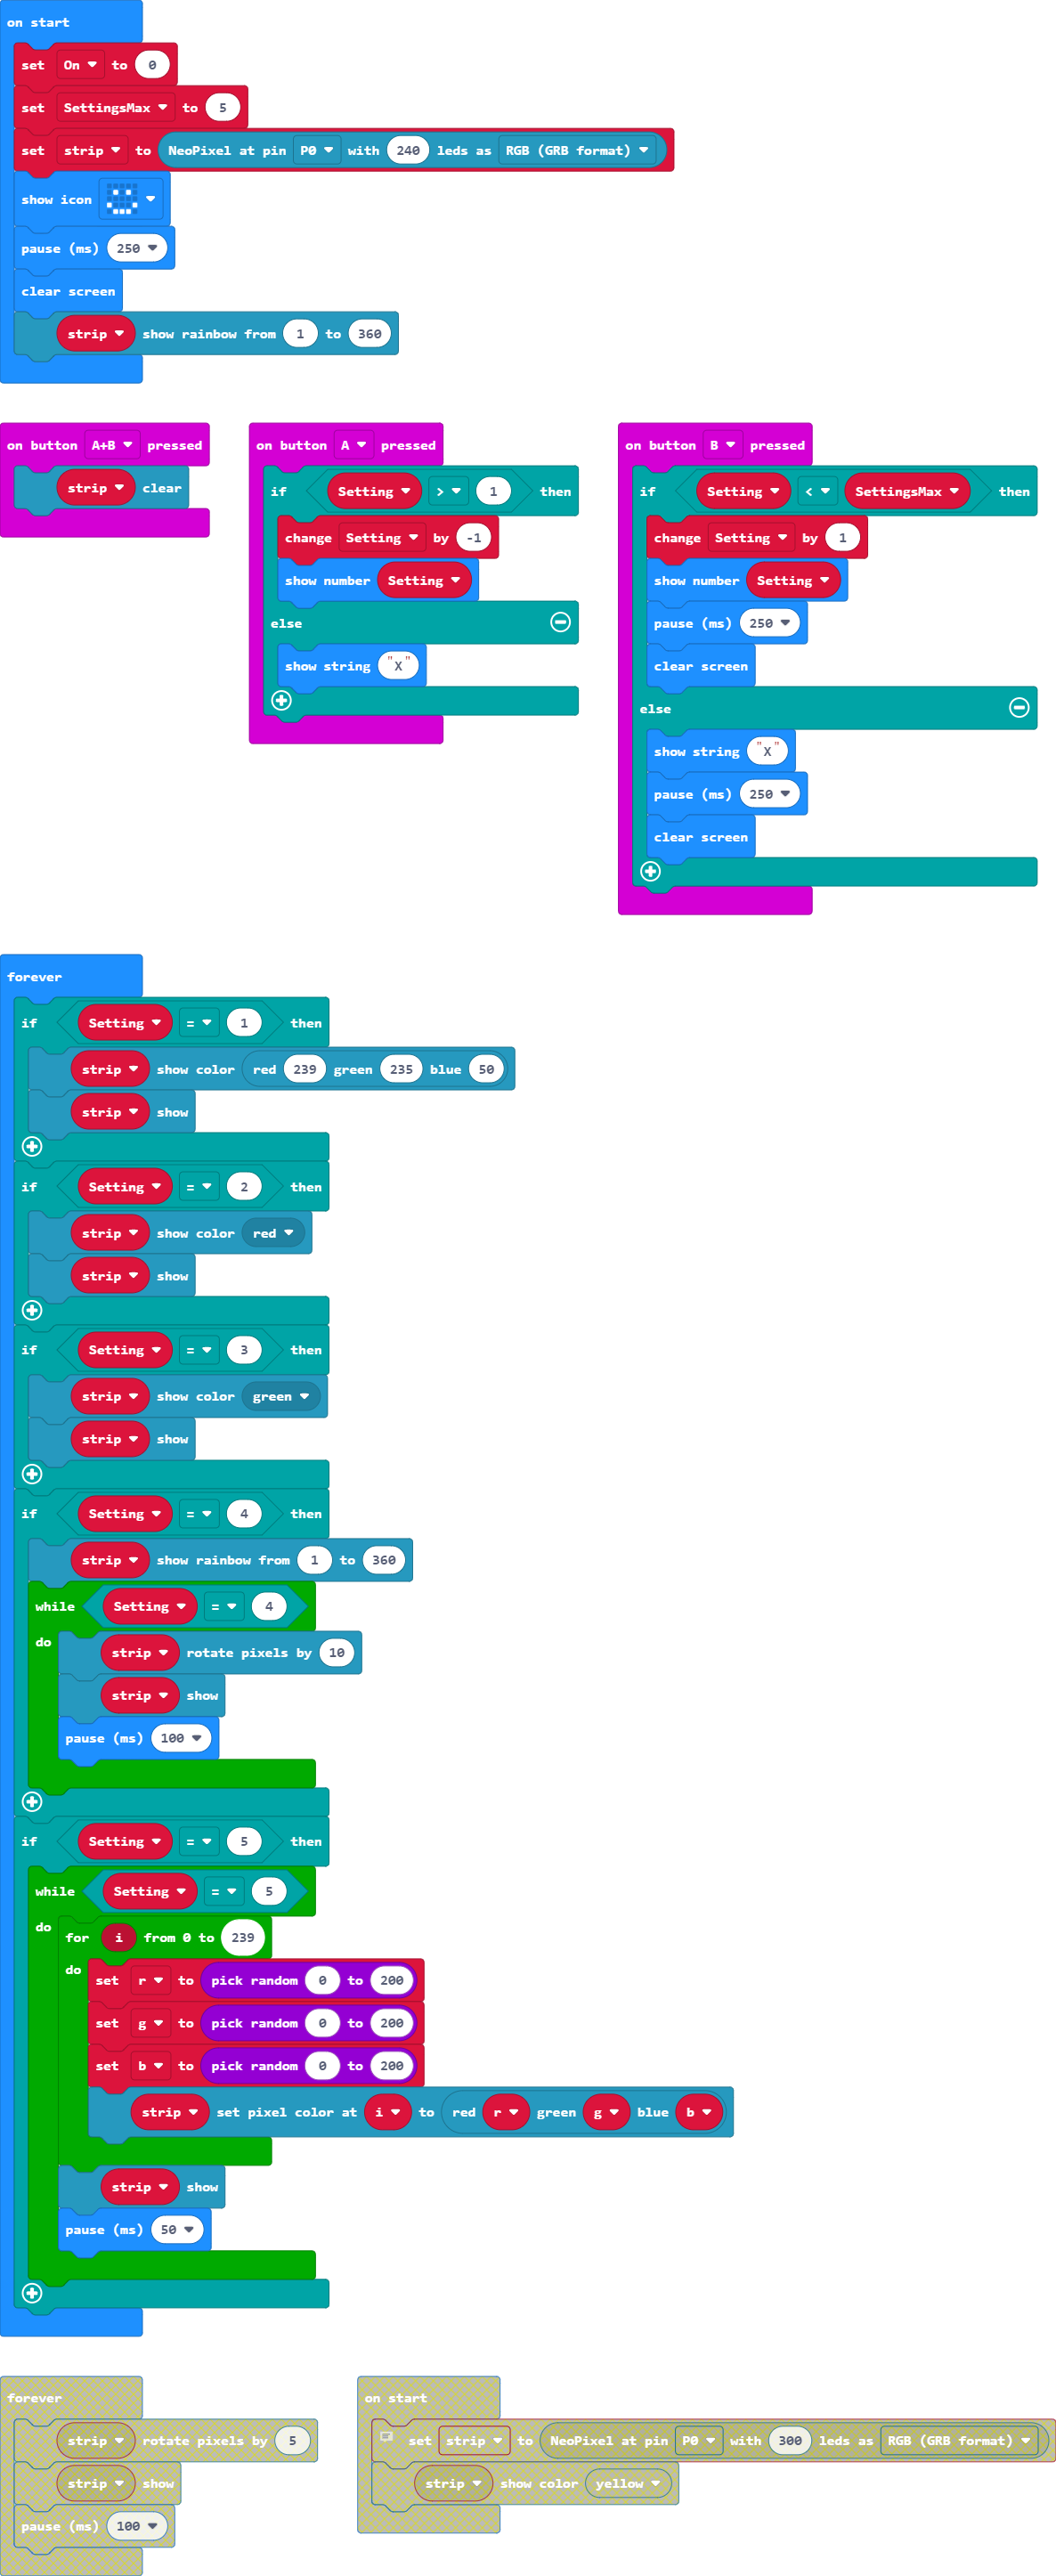 on start
set On to 0
set SettingsMax to 5
set strip to NeoPixel at pin P0 with 240 leds as RGB (GRB format)
show icon
pause (ms) 250
clear screen
strip show rainbow from 1 to 360
on button A+B pressed
strip clear
on button A pressed
if Setting > 1 then
change Setting by -1
show number Setting
else
show string "X"
on button B pressed
if Setting < SettingsMax then
change Setting by 1
show number Setting
pause (ms) 250
clear screen
else
show string "X"
pause (ms) 250
clear screen
forever
if Setting = 1 then
strip show color red 239 green 235 blue 50
strip show
if Setting = 2 then
strip show color red
strip show
if Setting = 3 then
strip show color green
strip show
if Setting = 4 then
strip show rainbow from 1 to 360
while Setting = 4
do strip rotate pixels by 10
strip show
pause (ms) 100
if Setting = 5 then
while Setting = 5
do for i from 0 to 239
do set r to pick random 0 to 200
set g to pick random 0 to 200
set b to pick random 0 to 200
strip set pixel color at i to red r green g blue b
strip show
pause (ms) 50
forever
strip rotate pixels by 5
strip show
pause (ms) 100
on start
set strip to NeoPixel at pin P0 with 300 leds as RGB (GRB format)
strip show color yellow